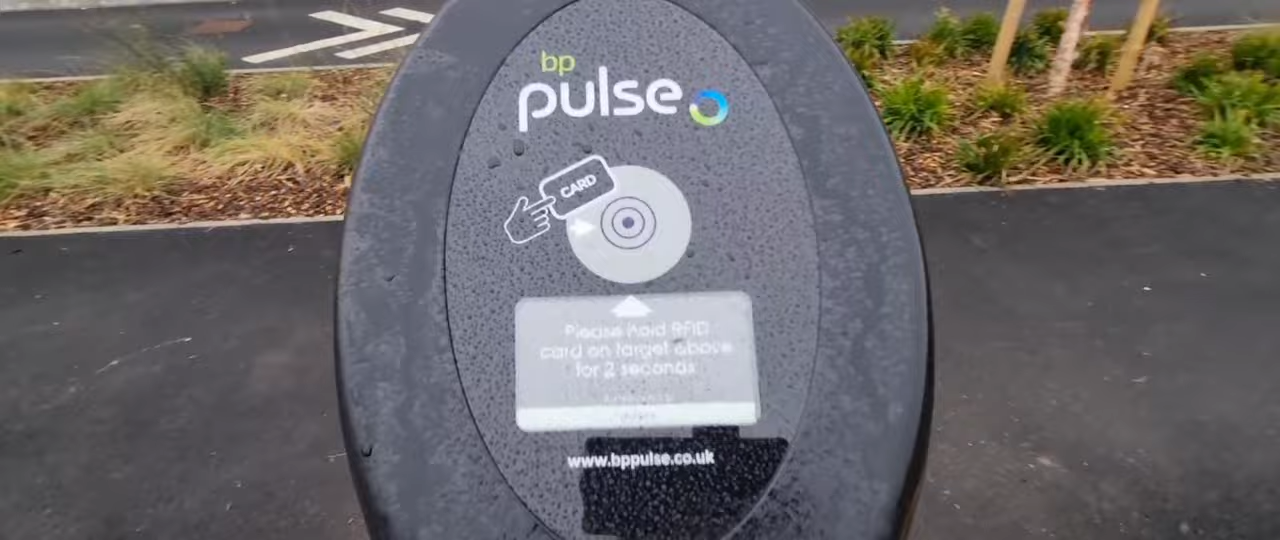 bp
pulse
CARD
Please hold RFID
card on target above
for 2 seconds
www.bppulse.co.uk